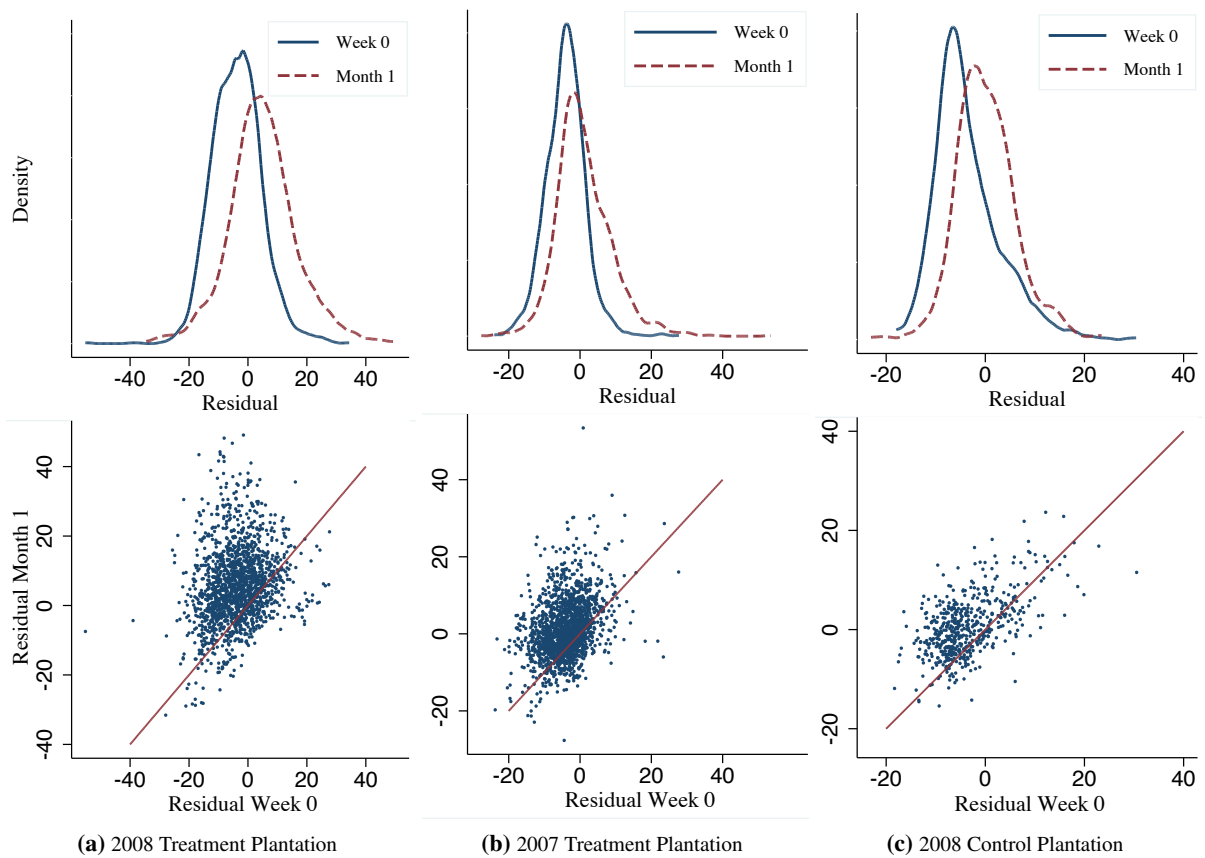 Week 0
Month 1
Week 0
Month 1
Week 0
Month 1
Density
-40 -20 0 20 40
Residual
-20 0 20 40
Residual
-20 0 20 40
Residual
Residual Month 1
40
20
0
-20
-40
-40 -20 0 20 40
Residual Week 0
40
20
0
-20
-20 0 20 40
Residual Week 0
40
20
0
-20
-20 0 20 40
Residual Week 0
(a) 2008 Treatment Plantation
(b) 2007 Treatment Plantation
(c) 2008 Control Plantation